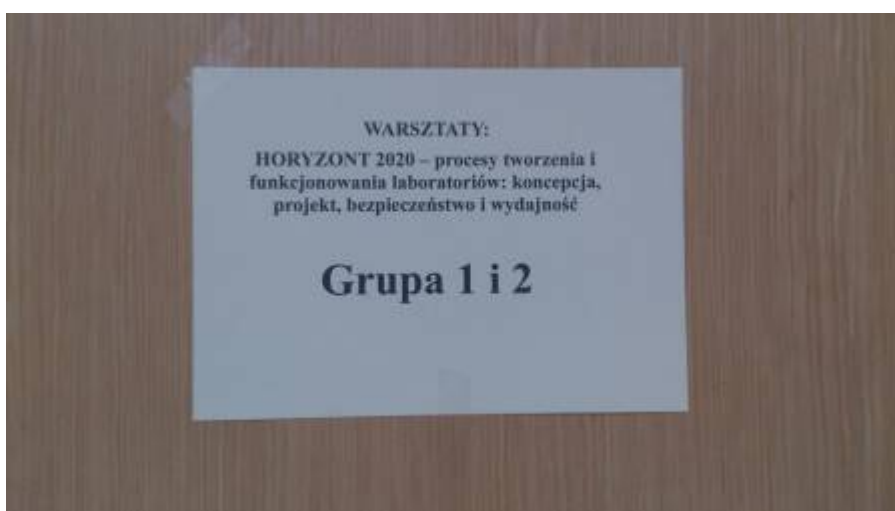 WARSZTATY:
HORYZONT 2020 – procesy tworzenia i
funkcjonowania laboratoriów: koncepcja,
projekt, bezpieczeństwo i wydajność
Grupa 1 i 2